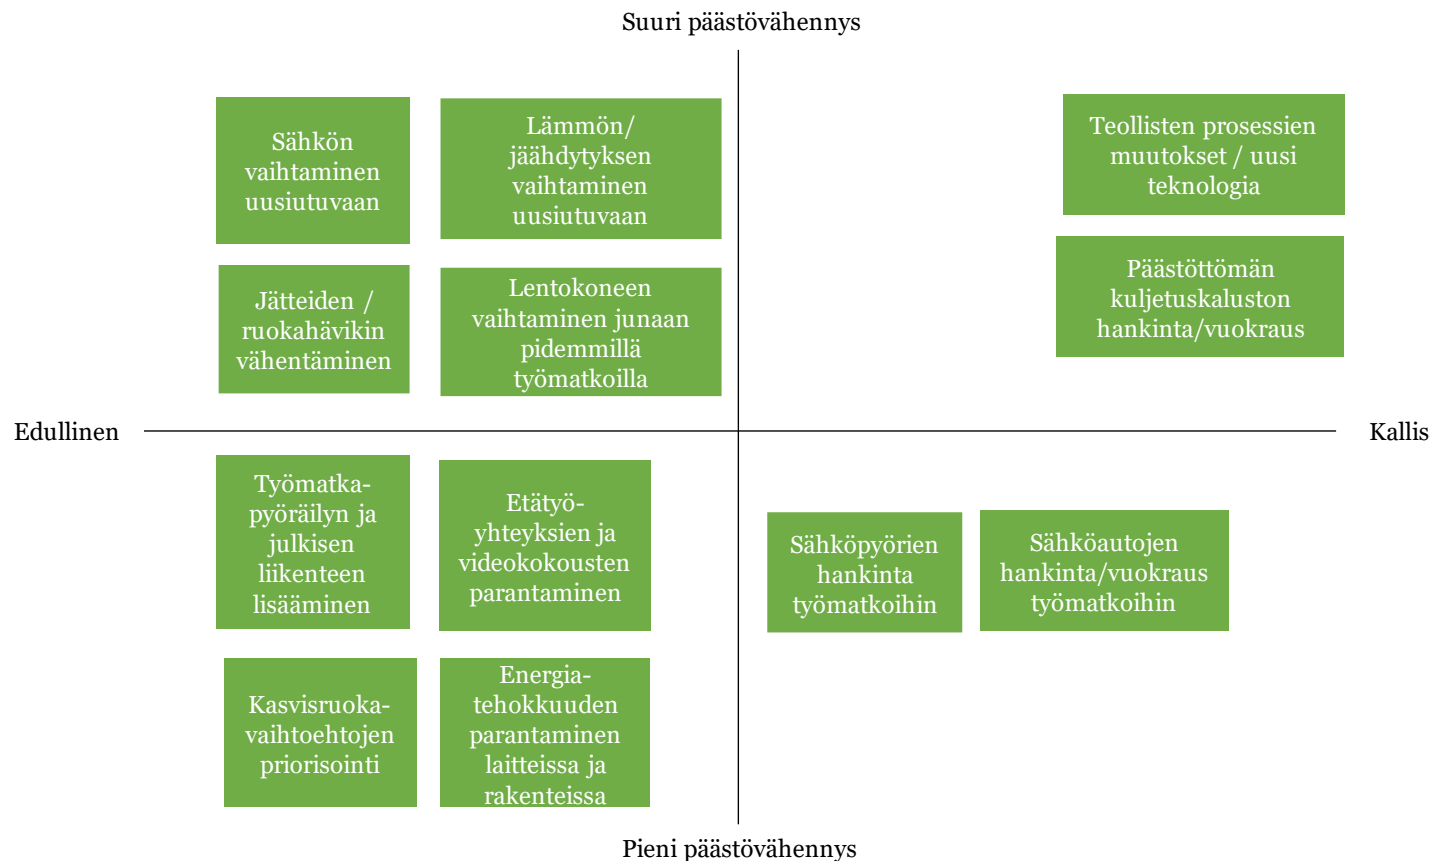 Suuri päästövähennys
Sähkön
vaihtaminen
uusiutuvaan
Lämmön/
jäähdytyksen
vaihtaminen
uusiutuvaan
Teollisten prosessien
muutokset / uusi
teknologia
Jätteiden /
ruokahävikin
vähentäminen
Lentokoneen
vaihtaminen junaan
pidemmillä
työmatkoilla
Päästöttömän
kuljetuskaluston
hankinta/vuokraus
Edullinen
Kallis
Työmatka-
pyöräilyn ja
julkisen
liikenteen
lisääminen
Etätyö-
yhteyksien ja
videokokousten
parantaminen
Sähköpyörien
hankinta
työmatkoihin
Sähköautojen
hankinta/vuokraus
työmatkoihin
Kasvisruoka-
vaihtoehtojen
priorisointi
Energia-
tehokkuuden
parantaminen
laitteissa ja
rakenteissa
Pieni päästövähennys